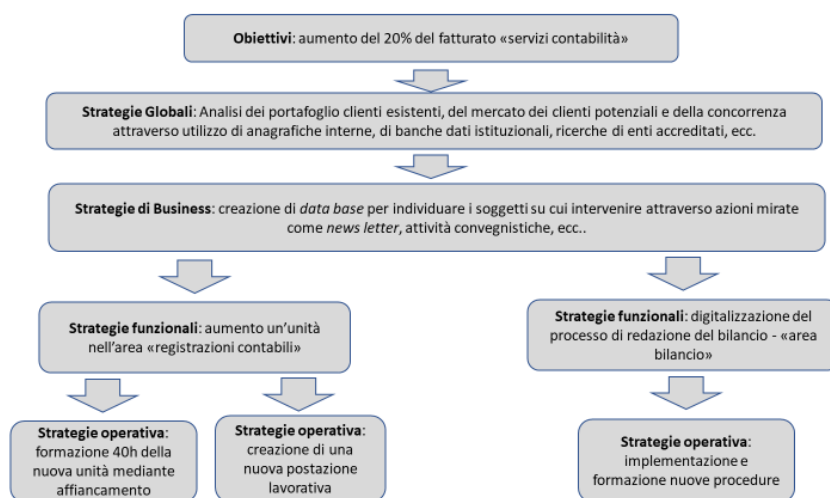 Obiettivi: aumento del 20% del fatturato «servizi contabilità»
Strategie Globali: Analisi dei portafoglio clienti esistenti, del mercato dei clienti potenziali e della concorrenza
attraverso utilizzo di anagrafiche interne, di banche dati istituzionali, ricerche di enti accreditati, ecc.
Strategie di Business: creazione di data base per individuare i soggetti su cui intervenire attraverso azioni mirate
come news letter, attività convegnistiche, ecc..
Strategie funzionali: aumento un’unità
nell’area «registrazioni contabili»
Strategie funzionali: digitalizzazione del
processo di redazione del bilancio - «area
bilancio»
Strategie operativa:
formazione 40h della
nuova unità mediante
affiancamento
Strategie operativa:
creazione di una
nuova postazione
lavorativa
Strategie operativa:
implementazione e
formazione nuove procedure